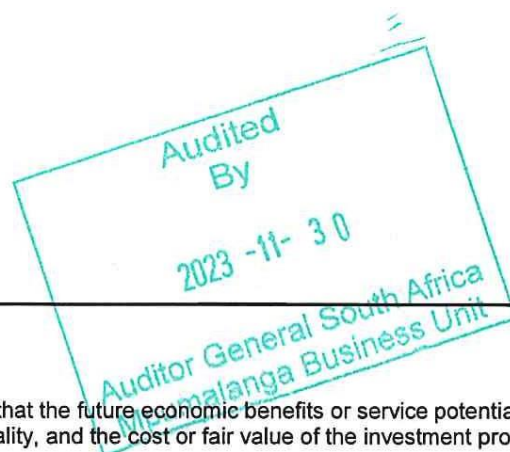 Audited
By
2023 -11- 30
Auditor General South Africa
Mpumalanga Business Unit
that the future economic benefits or service potential
ality, and the cost or fair value of the investment pro